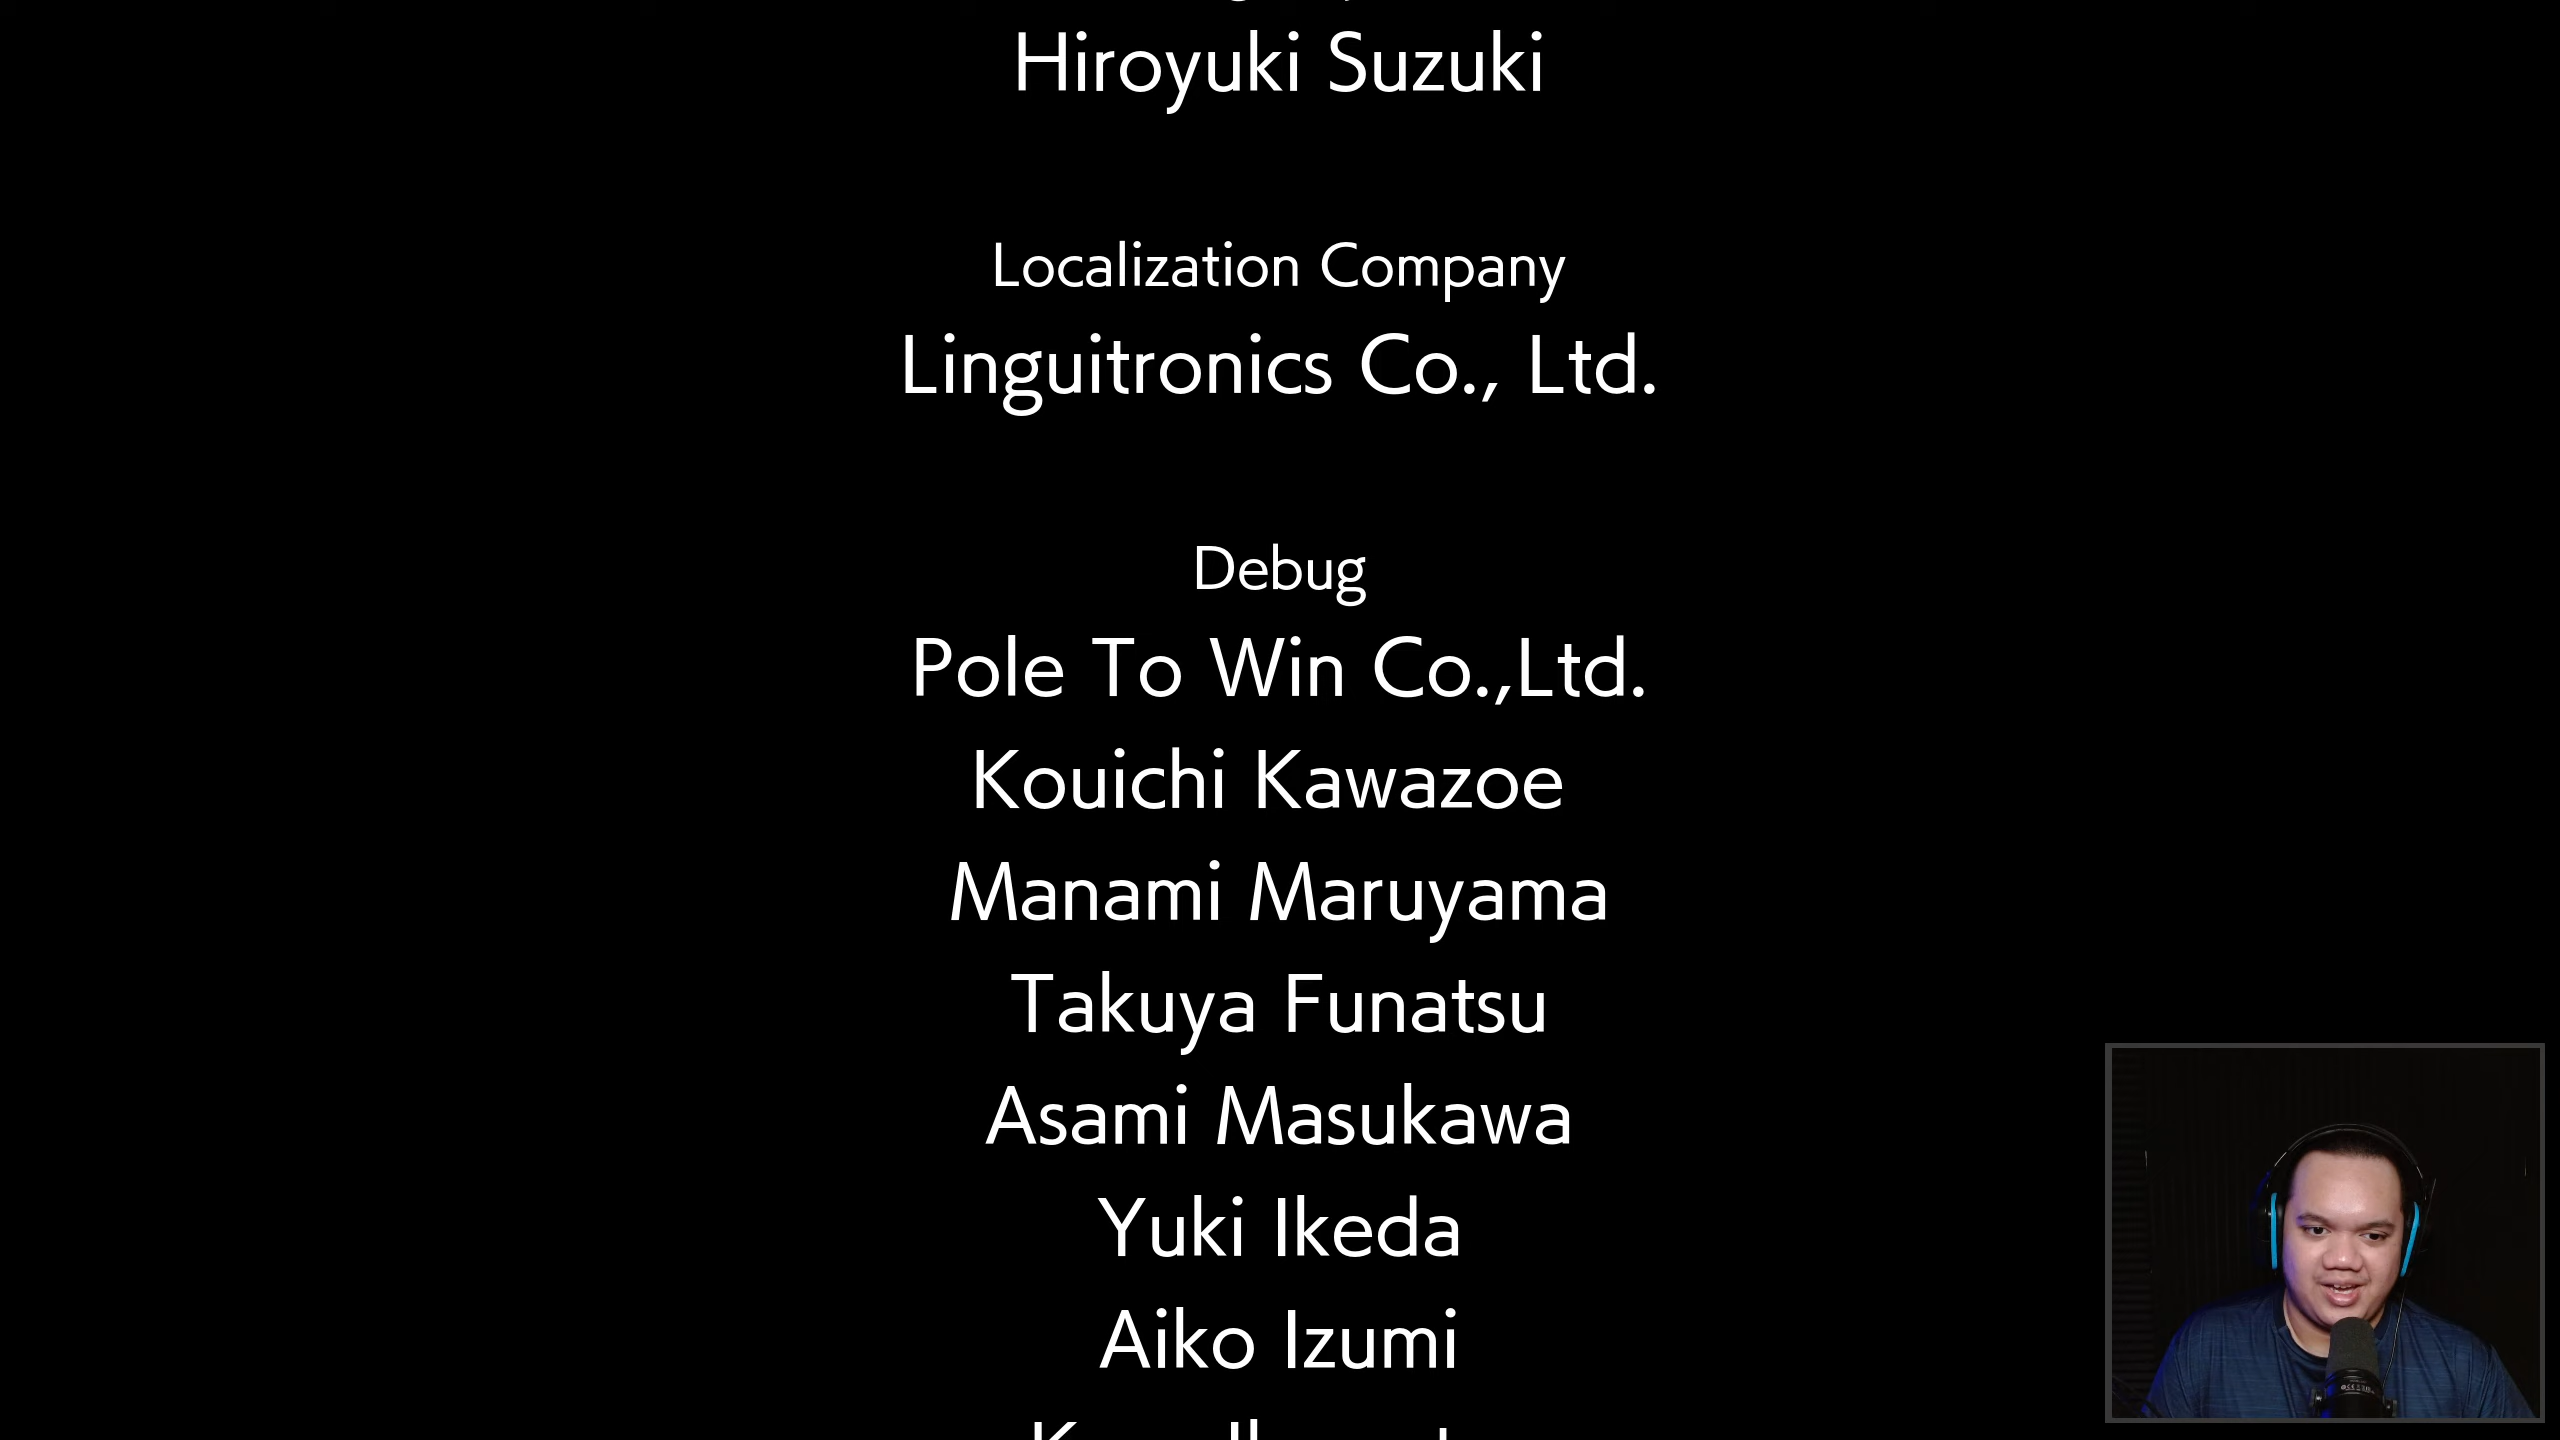 Hiroyuki Suzuki
Localization Company
Linguitronics Co., Ltd.
Debug
Pole To Win Co.,Ltd.
Kouichi Kawazoe
Manami Maruyama
Takuya Funatsu
Asami Masukawa
Yuki Ikeda
Aiko Izumi